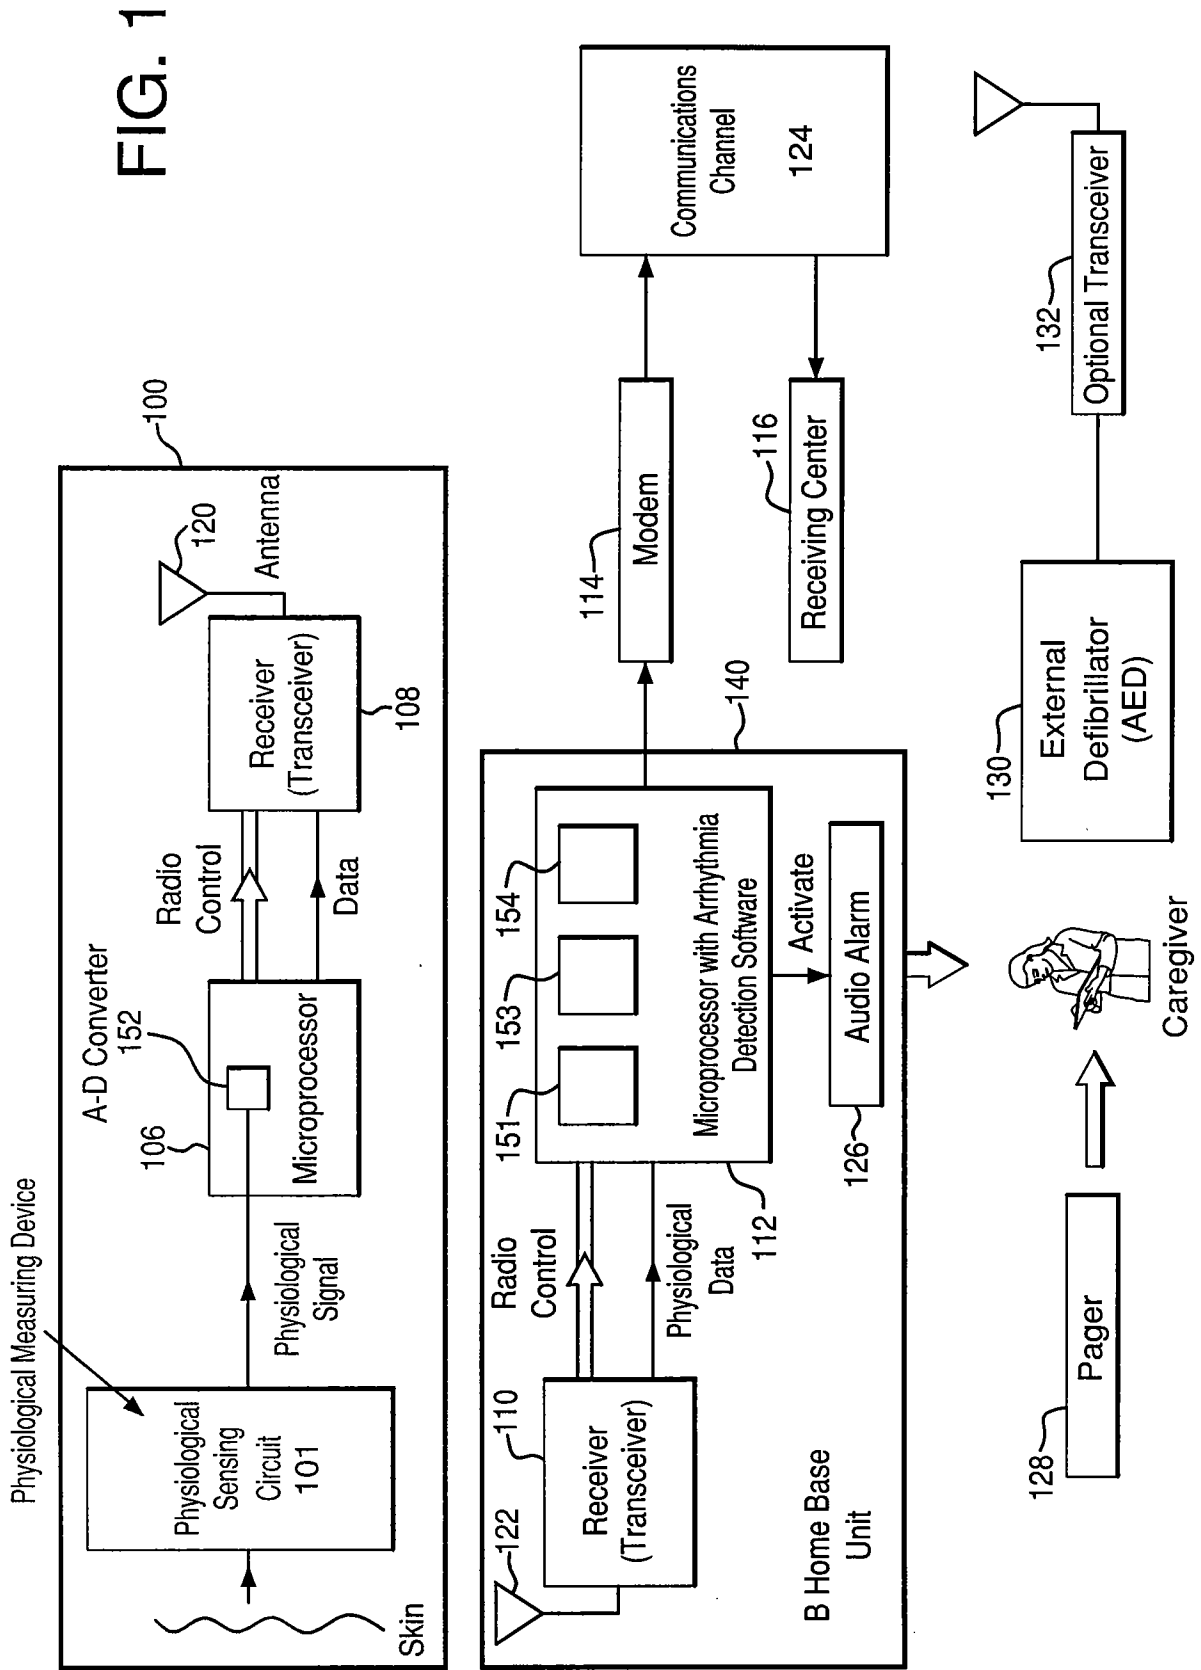 FIG. 1
Physiological Measuring Device
100
Skin
Physiological
Sensing
Circuit
101
Physiological
Signal
A-D Converter
152
106
Microprocessor
Radio
Control
Data
Receiver
(Transceiver)
108
120
Antenna
122
110
Receiver
(Transceiver)
B Home Base
Unit
Radio
Control
Physiological
Data
112
151
153
154
Microprocessor with Arrhythmia
Detection Software
Activate
126
Audio Alarm
140
114
Modem
116
Receiving Center
Communications
Channel
124
128
Pager
Caregiver
130
External
Defibrillator
(AED)
132
Optional Transceiver